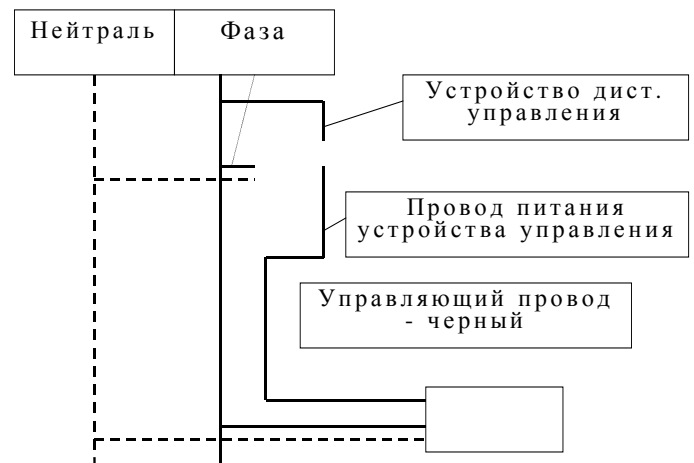 Нейтраль
Фаза
Устройство дист.
управления
Провод питания
устройства управления
Управляющий провод
- черный